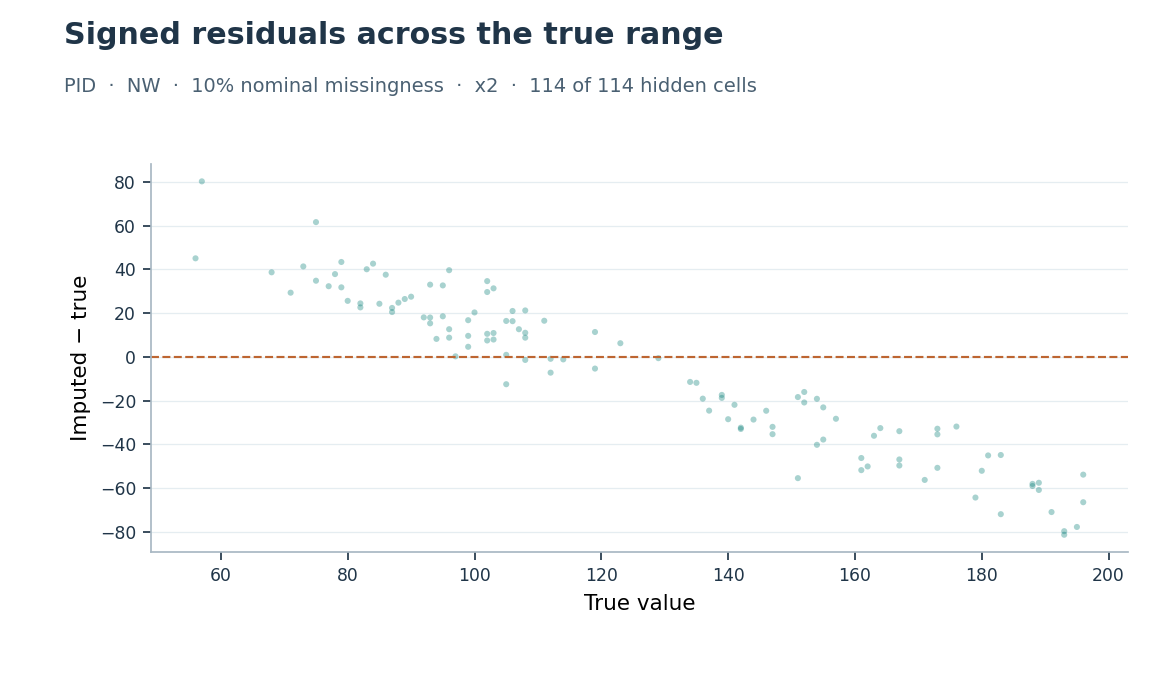 Signed residuals across the true range
PID · NW · 10% nominal missingness · x2 · 114 of 114 hidden cells
Imputed − true
80
60
40
20
0
−20
−40
−60
−80
60 80 100 120 140 160 180 200
True value